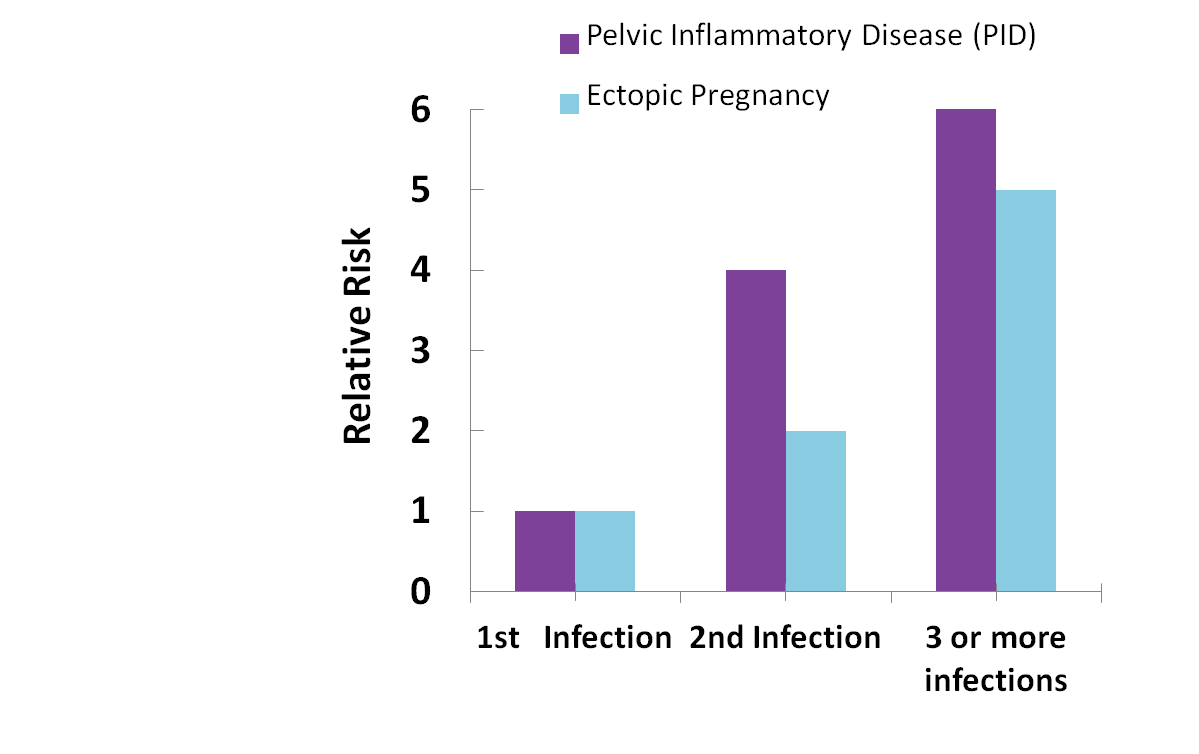 Pelvic Inflammatory Disease (PID)
Ectopic Pregnancy
6
5
4
3
2
1
0
Relative Risk
1st Infection
2nd Infection
3 or more
infections